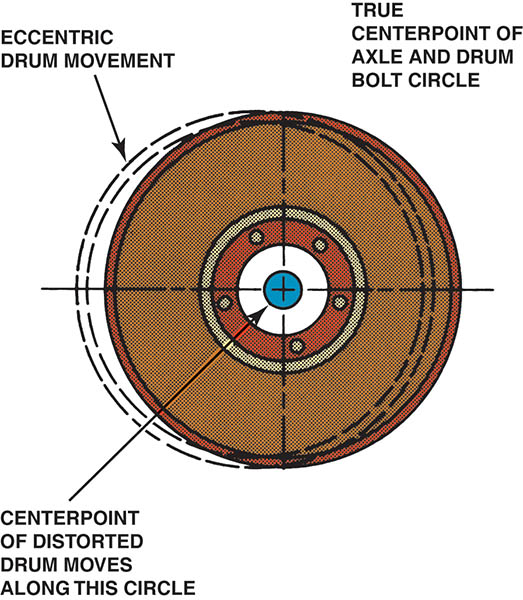 ECCENTRIC
DRUM MOVEMENT
TRUE
CENTERPOINT OF
AXLE AND DRUM
BOLT CIRCLE
CENTERPOINT
OF DISTORTED
DRUM MOVES
ALONG THIS CIRCLE